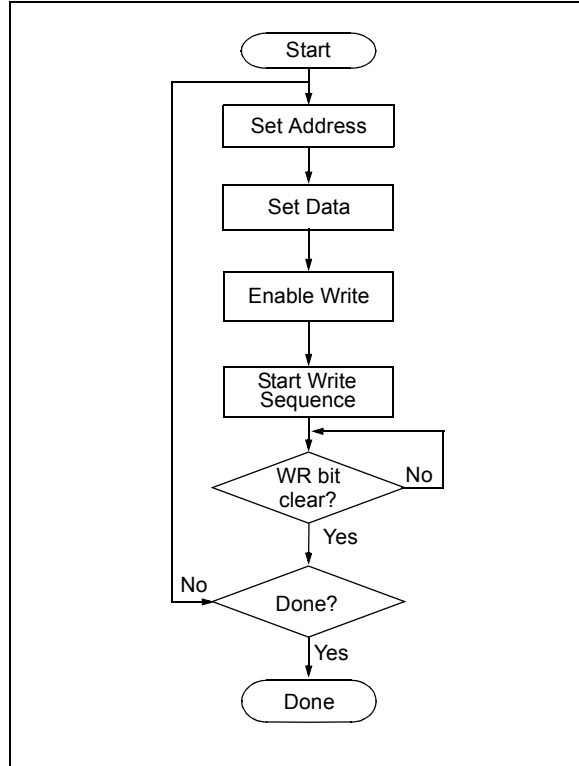 Start
Set Address
Set Data
Enable Write
Start Write
Sequence
WR bit
clear?
No
Yes
No
Done?
Yes
Done